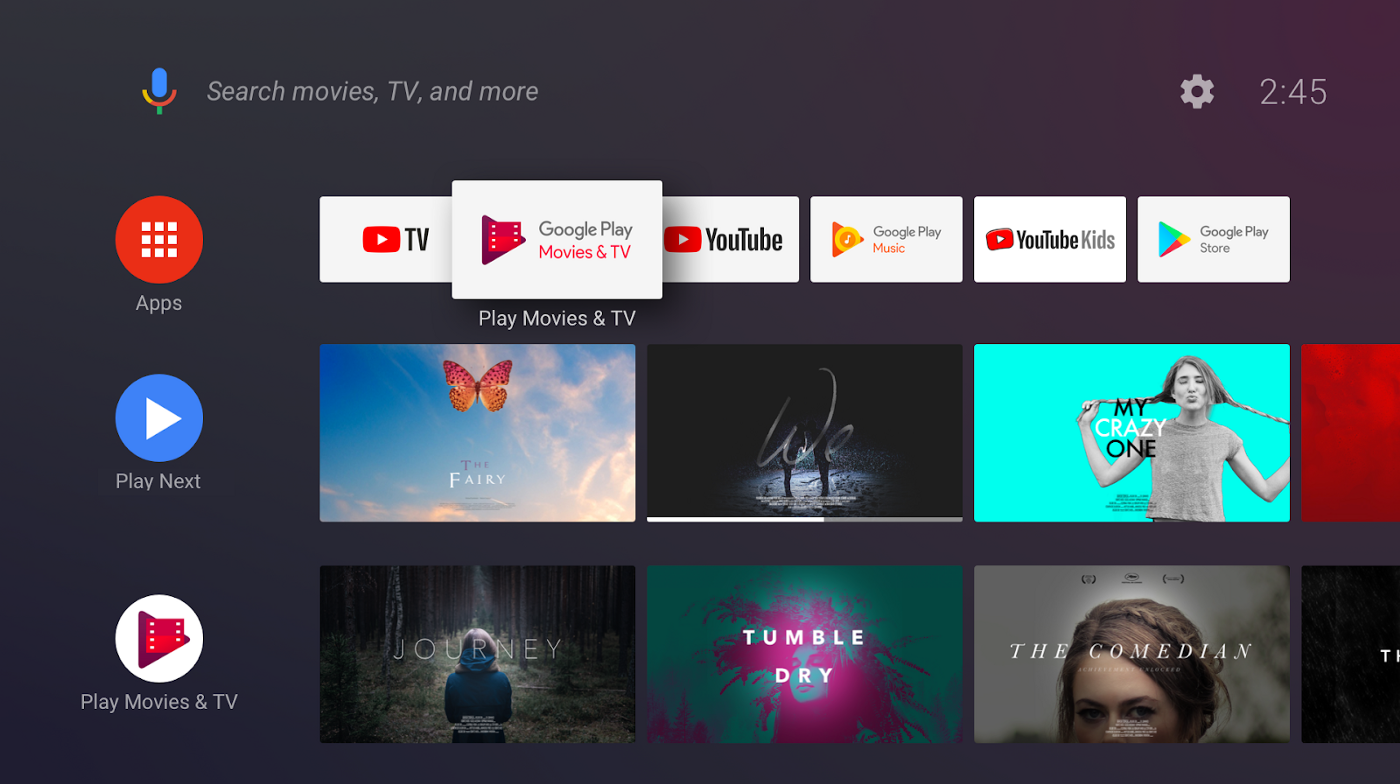 Search movies, TV, and more
2:45
TV
Google Play
Movies & TV
YouTube
Google Play
Music
YouTube Kids
Google Play
Store
Apps
Play Movies & TV
THE
FAIRY
We
MY
CRAZY
ONE
Play Next
JOURNEY
TUMBLE
DRY
THE COMEDIAN
Play Movies & TV